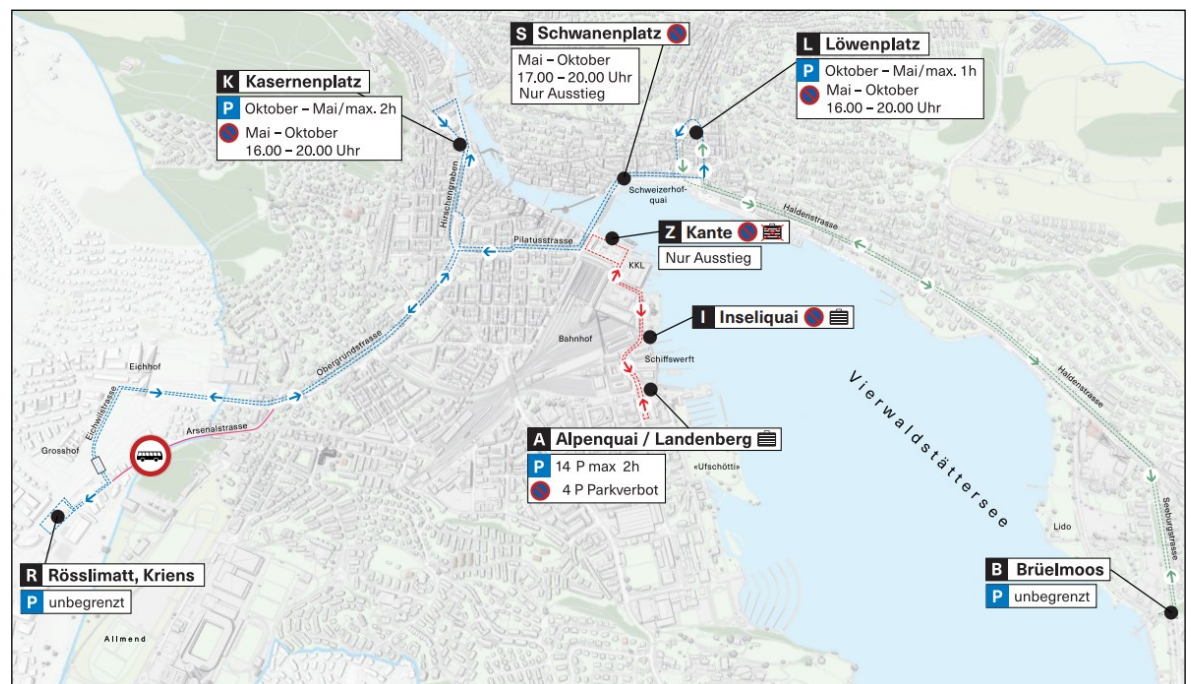 S Schwanenplatz
Mai – Oktober
17.00 – 20.00 Uhr
Nur Ausstieg
L Löwenplatz
P Oktober – Mai/max. 1h
Mai – Oktober
16.00 – 20.00 Uhr
K Kasernenplatz
P Oktober – Mai/max. 2h
Mai – Oktober
16.00 – 20.00 Uhr
Hirschengraben
Schweizerhof-
quai
Haldenstrasse
Pilatusstrasse
Z Kante
Nur Ausstieg
KKL
I Inseliquai
Bahnhof
Schiffswerft
Obergrundstrasse
Eichhof
Eichwilstrasse
Arsenalstrasse
Grosshof
Haldenstrasse
Vierwaldstättersee
A Alpenquai / Landenberg
P 14 P max 2h
4 P Parkverbot
«Ufschötti»
Lido
Seeburgstrasse
R Rösslimatt, Kriens
P unbegrenzt
B Brüelmoos
P unbegrenzt
Allmend